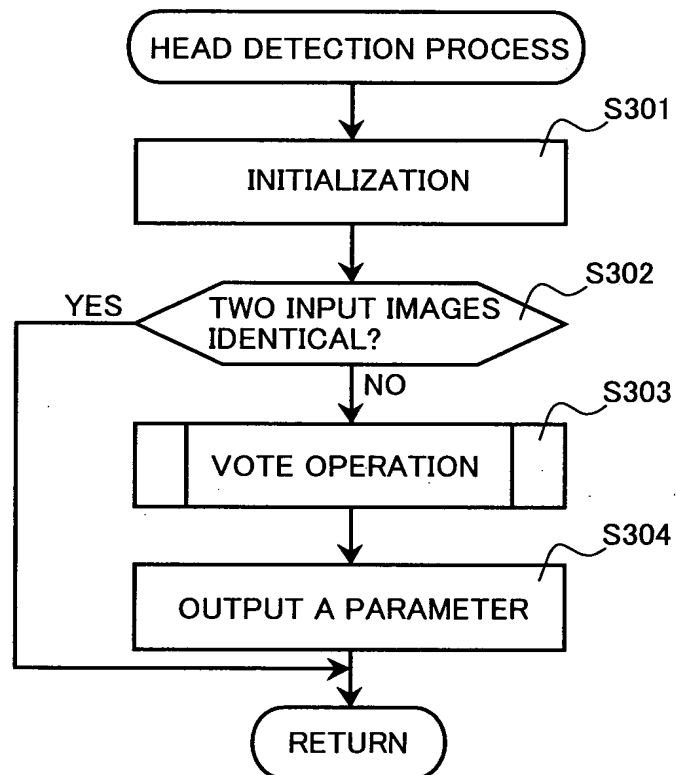 HEAD DETECTION PROCESS
S301
INITIALIZATION
S302
YES
TWO INPUT IMAGES
IDENTICAL?
NO
S303
VOTE OPERATION
S304
OUTPUT A PARAMETER
RETURN